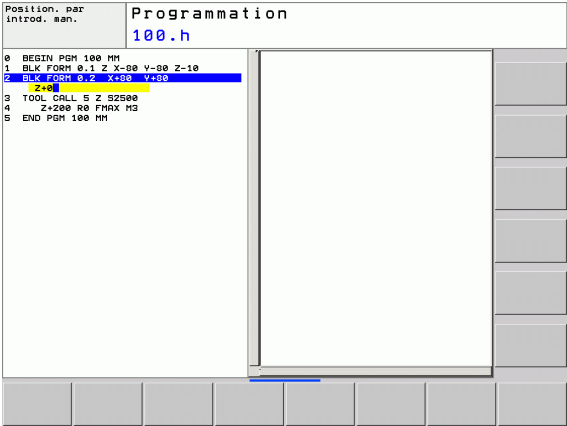 Position. par
introd. man.
Programmation
100.h
0 BEGIN PGM 100 MM
1 BLK FORM 0.1 Z X-80 Y-80 Z-10
2 BLK FORM 0.2 X+80 Y+80
Z+0
3 TOOL CALL 5 Z S2500
4 Z+200 R0 FMAX M3
5 END PGM 100 MM